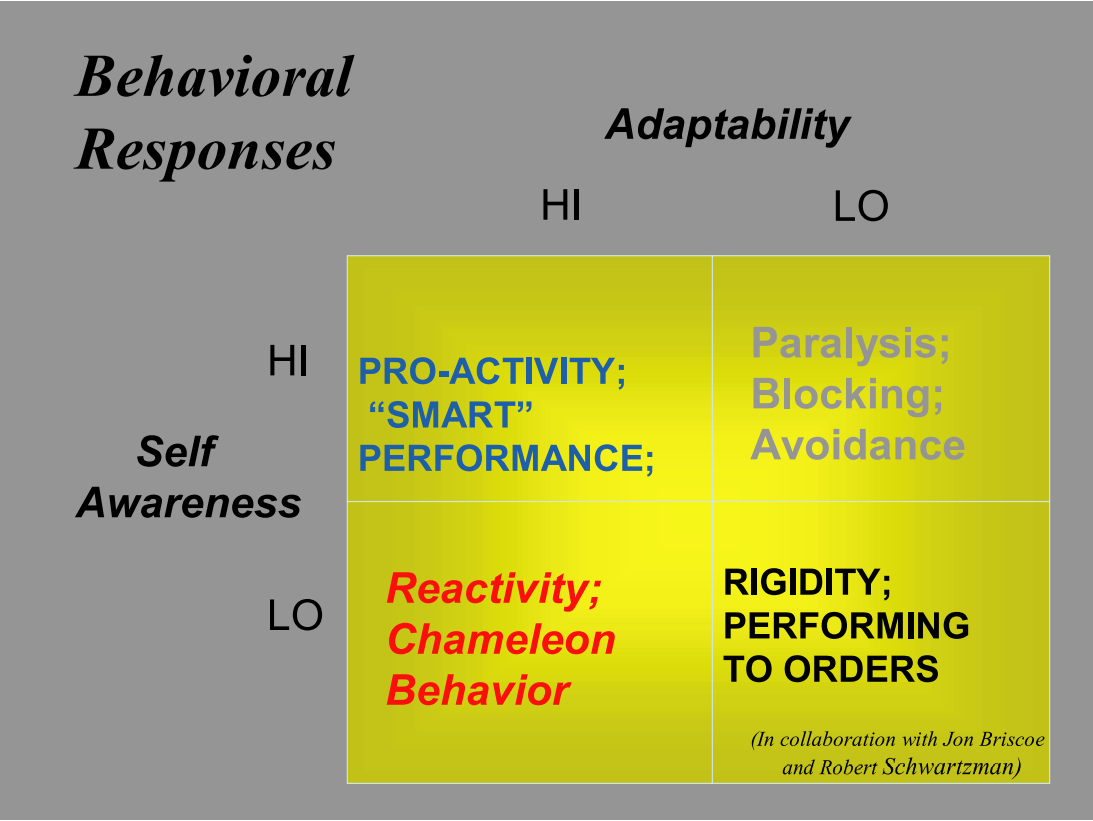 Behavioral
Responses
Adaptability
HI
LO
HI
PRO-ACTIVITY;
“SMART”
PERFORMANCE;
Paralysis;
Blocking;
Avoidance
Self
Awareness
LO
Reactivity;
Chameleon
Behavior
RIGIDITY;
PERFORMING
TO ORDERS
(In collaboration with Jon Briscoe
and Robert Schwartzman)